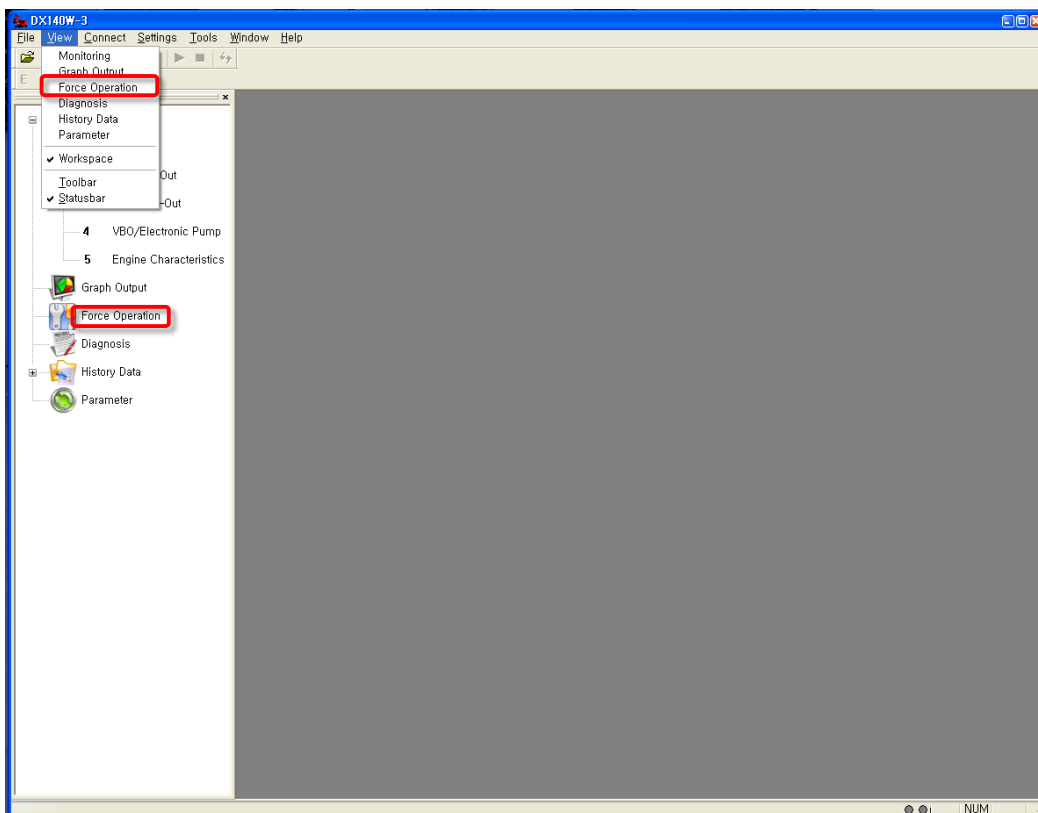 DX140W-3
File View Connect Settings Tools Window Help
Monitoring
Graph Output
Force Operation
Diagnosis
History Data
Parameter
Workspace
Toolbar
Statusbar
E
Out
-Out
4 VBO/Electronic Pump
5 Engine Characteristics
Graph Output
Force Operation
Diagnosis
History Data
Parameter
NUM